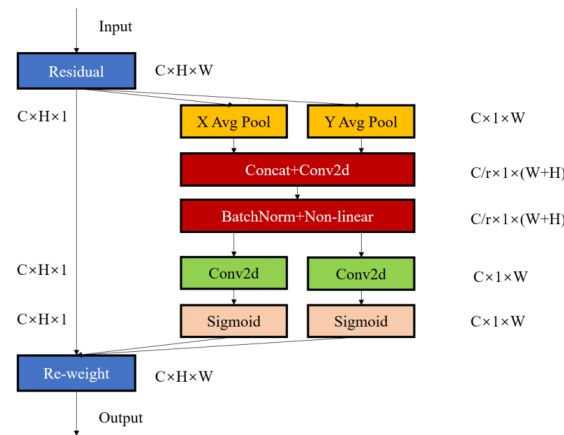 Input
Residual
C×H×W
C×H×1
X Avg Pool
Y Avg Pool
C×1×W
Concat+Conv2d
C/r×1×(W+H)
BatchNorm+Non-linear
C/r×1×(W+H)
C×H×1
Conv2d
Conv2d
C×1×W
C×H×1
Sigmoid
Sigmoid
C×1×W
Re-weight
C×H×W
Output